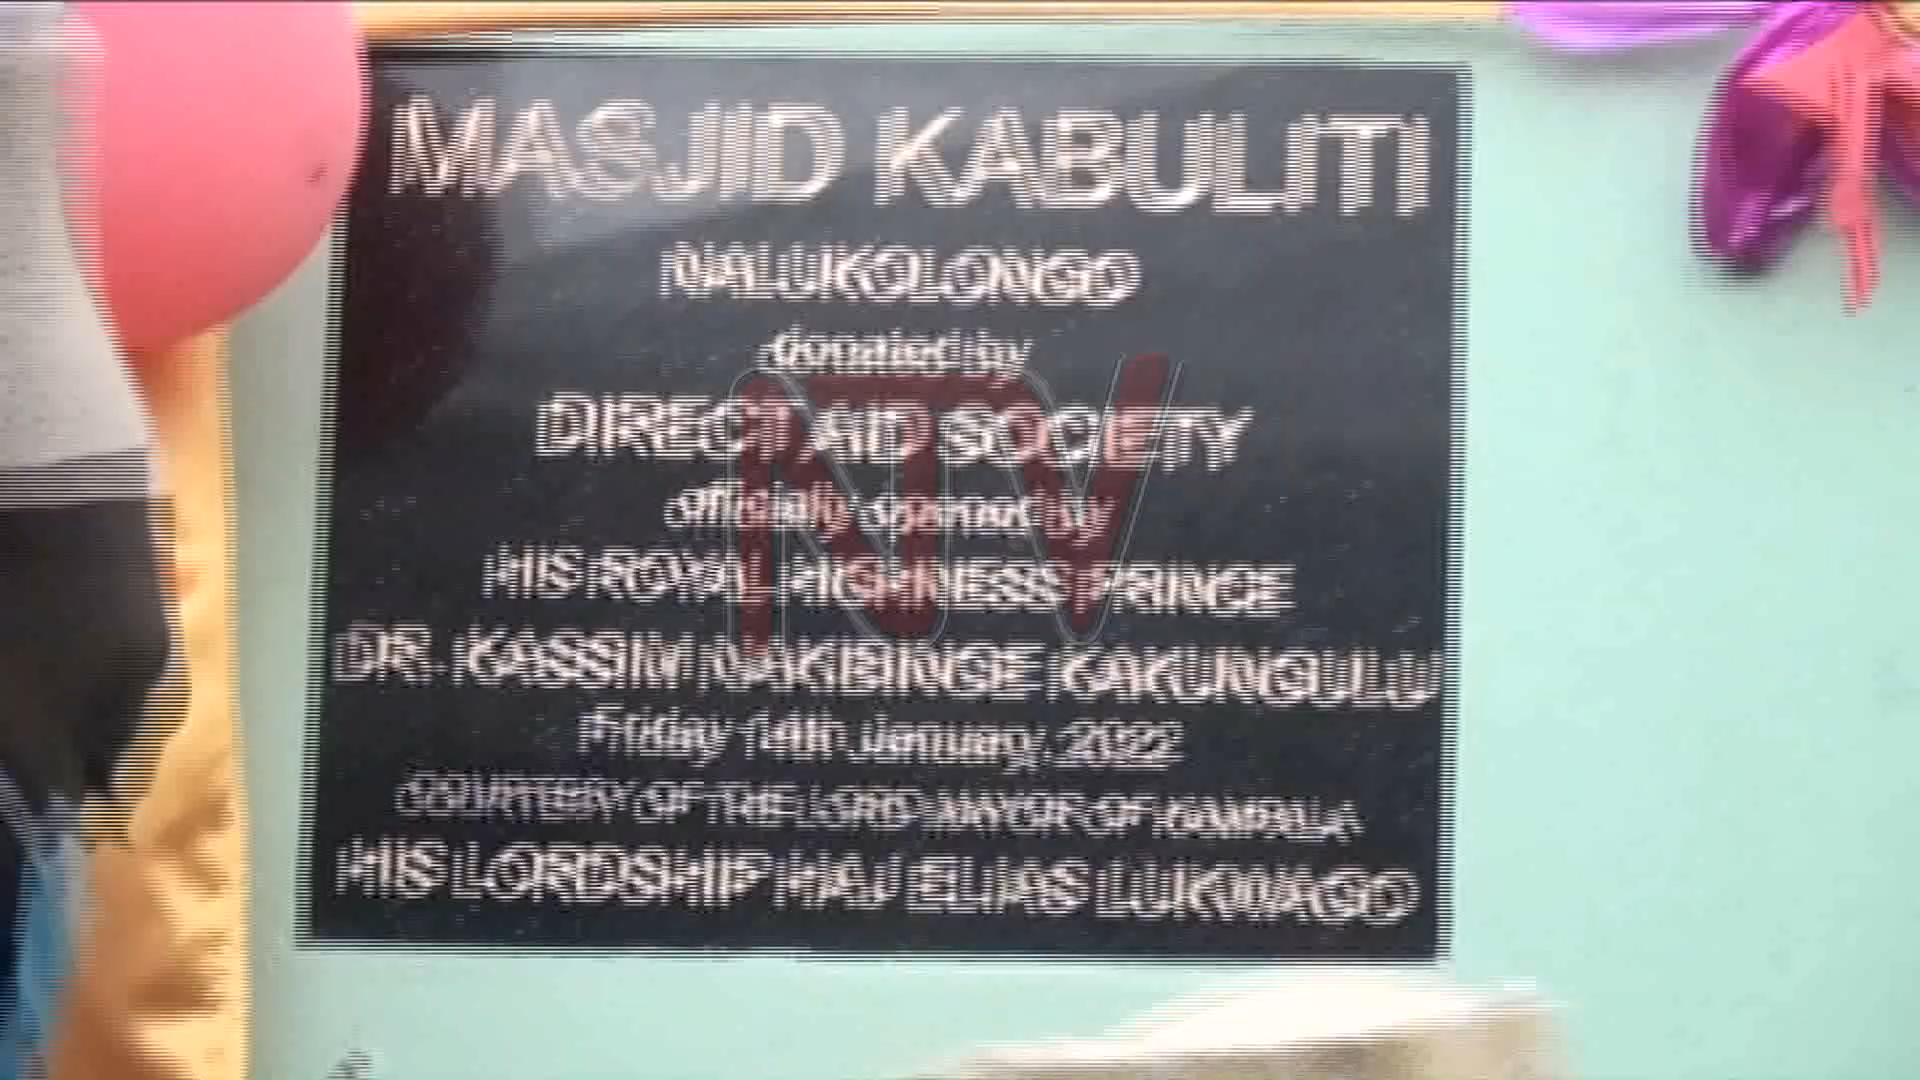 MASJID KABULITI
NALUKOLONGO
donated by
DIRECT AID SOCIETY
officially opened by
HIS ROYAL HIGHNESS PRINCE
DR. KASSIM NAKIBINGE KAKUNGULU
Friday 14th January, 2022
COURTESY OF THE LORD MAYOR OF KAMPALA
HIS LORDSHIP HAJ ELIAS LUKWAGO
NTV